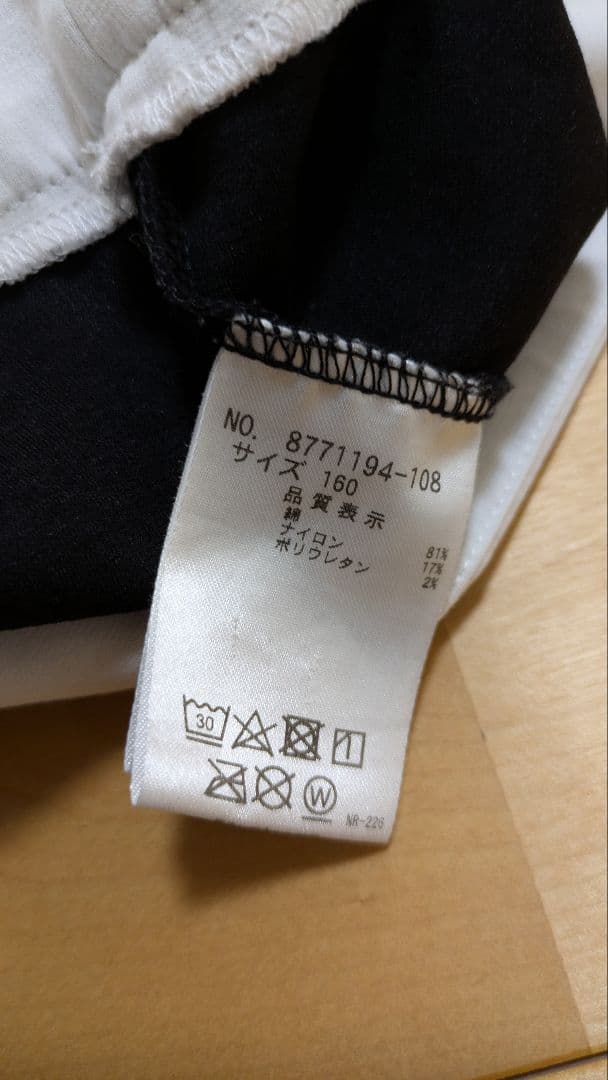 NO. 8771194-108
サイズ 160
品質表示
綿 81%
ナイロン 17%
ポリウレタン 2%
30
W
NR-226